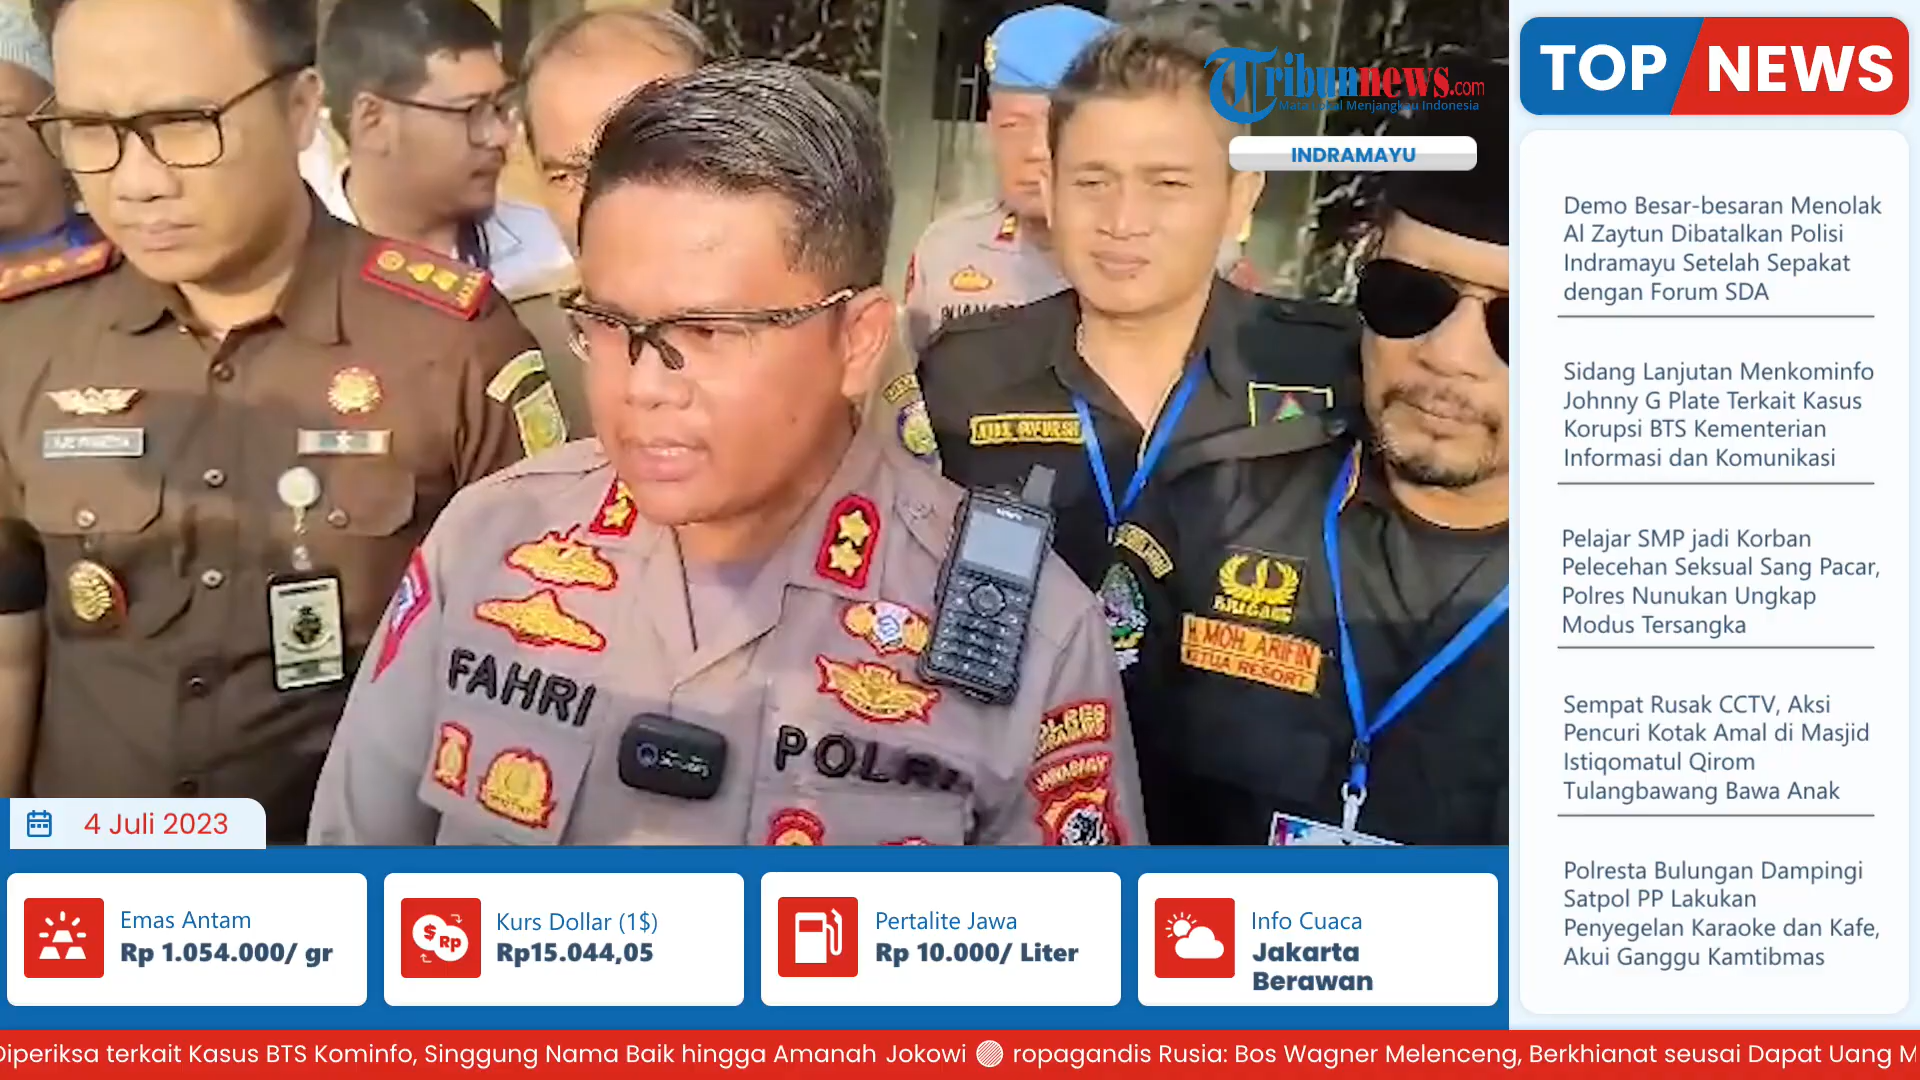 Tribunnews.com
Mata Lokal Menjangkau Indonesia
INDRAMAYU
FAHRI
POLRI
BRIGADE
H.MOH.ARIFIN
KETUA RESORT
4 Juli 2023
Emas Antam
Rp 1.054.000/ gr
Kurs Dollar (1$)
Rp15.044,05
Pertalite Jawa
Rp 10.000/ Liter
Info Cuaca
Jakarta
Berawan
TOP NEWS
Demo Besar-besaran Menolak
Al Zaytun Dibatalkan Polisi
Indramayu Setelah Sepakat
dengan Forum SDA
Sidang Lanjutan Menkominfo
Johnny G Plate Terkait Kasus
Korupsi BTS Kementerian
Informasi dan Komunikasi
Pelajar SMP jadi Korban
Pelecehan Seksual Sang Pacar,
Polres Nunukan Ungkap
Modus Tersangka
Sempat Rusak CCTV, Aksi
Pencuri Kotak Amal di Masjid
Istiqomatul Qirom
Tulangbawang Bawa Anak
Polresta Bulungan Dampingi
Satpol PP Lakukan
Penyegelan Karaoke dan Kafe,
Akui Ganggu Kamtibmas
Diperiksa terkait Kasus BTS Kominfo, Singgung Nama Baik hingga Amanah Jokowi ropagandis Rusia: Bos Wagner Melenceng, Berkhianat seusai Dapat Uang M